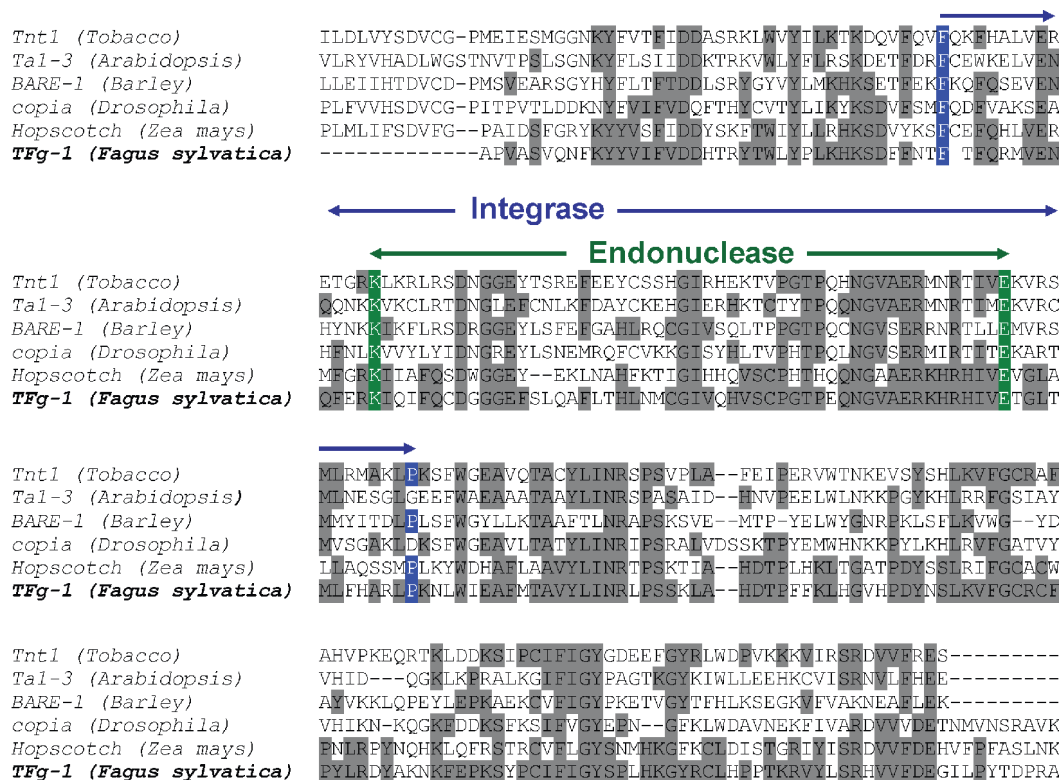 Tnt1 (Tobacco) ILDLVYSDVCG-PMEIESMGGNKYFVTFIDDASRKLWVYILKTKDQVFQVFQKFHALVER
Ta1-3 (Arabidopsis) VLRYVHADLWGSTNVTPSLSGNKYFLSIIDDKTRKVWLYFLRSKDETFDRFCEWKELVEN
BARE-1 (Barley) LLEIIHTDVCD-PMSVEARSGYHYFLTFTDDLSRYGYVYLMKHKSETFEKFKQFQSEVEN
copia (Drosophila) PLFVVHSDVCGPITPVTLDDKNYFVIFVDQFTHYCVTYLIKYKSDVFSMFQDFVAKSEA
Hopscotch (Zea mays) PLMLIFSDVFG--PAIDSFGRYKYYVSFIDDYSKFTWIYLLRHKSDVYKSFCEFQHLVER
TFg-1 (Fagus sylvatica) -------------APVASVQNFKYYVIFVDDHTRYTWLYPLKHKSDFFNTF TFQRMVEN
Integrase
Endonuclease
Tnt1 (Tobacco) ETGRKLKRLRSDNGGEYTSREFEEYCSSHGIRHEKTVPGTPQHNGVAERMNRTIVEKVRS
Ta1-3 (Arabidopsis) QQNKKVKCLRTDNGLEFCNLKFDAYCKEHGIERHKTCTYTPQQNGVAERMNRTIMEKVRC
BARE-1 (Barley) HYNKKIKFLRSDRGGEYLSFEFGAHLRQCGIVSQLTPPGTPQCNGVSERRNRTLLEMVRS
copia (Drosophila) HFNLKVVYLYIDNGREYLSNEMRQFCVKKGISYHLTVPHTPQLNGVSERMIRTITEKART
Hopscotch (Zea mays) MFGRKIIAFQSDWGGEY--EKLNAHFKTIGIHHQVSCPHTHQQNGAAERKHRHIVEVGLA
TFg-1 (Fagus sylvatica) QFERKIQIFQCDGGGEFSLQAFLTHLNMCGIVQHVSCPGTPEQNGVAERKHRHIVETGLT
Tnt1 (Tobacco) MLRMAKLPKSFWGEAVQTACYLINRSPSVPLA--FEIPERVWTNKEVSYSHLKVFGCRAF
Ta1-3 (Arabidopsis) MLNESGLGEEFWAEAAATAAYLINRSPASAID--HNVPEELWLNKKPGYKHLRRFGSIAY
BARE-1 (Barley) MMYITDLPLSFWGYLLKTAAFTLNRAPSKSVE--MTP-YELWYGNRPKLSFLKVWG--YD
copia (Drosophila) MVSGAKLDKSFWGEAVLTATYLINRIPSRALVDSSKTPYEMWHNKKPYLKHLRVFGATVY
Hopscotch (Zea mays) LLAQSSMPLKYWDHAFLAAVYLINRTPSKTIA--HDTPLHKLTGATPDYSSLRIFGCACW
TFg-1 (Fagus sylvatica) MLFHARLPKNLWIEAFMTAVYLINRLPSSKLA--HDTPFFKLHGVHPDYNSLKVFGCRCF
Tnt1 (Tobacco) AHVPKEQRTKLDDKSIPCIFIGYGDEEFGYRLWDPVKKKVIRSRDVVFRES---------
Ta1-3 (Arabidopsis) VHID---QGKLKPRALKGIFIGYPAGTKGYKIWLLEEHKCVISRNVLFHEE---------
BARE-1 (Barley) AYVKKLQPEYLEPKAEKCVFIGYPKETVGYTFHLKSEGKVFVAKNEAFLEK---------
copia (Drosophila) VHIKN-KQGKFDDKSFKSIFVGYEPN--GFKLWDAVNEKFIVARDVVVDETNMVNSRAVK
Hopscotch (Zea mays) PNLRPYNQHKLQFRSTRCVFLGYSNMHKGFKCLDISTGRIYISRDVVFDEHVFPFASLNK
TFg-1 (Fagus sylvatica) PYLRDYAKNKFEPKSYPCIFIGYSPLHKGYRCLHPPTKRVYLSRHVVFDEGILPYTDPRA